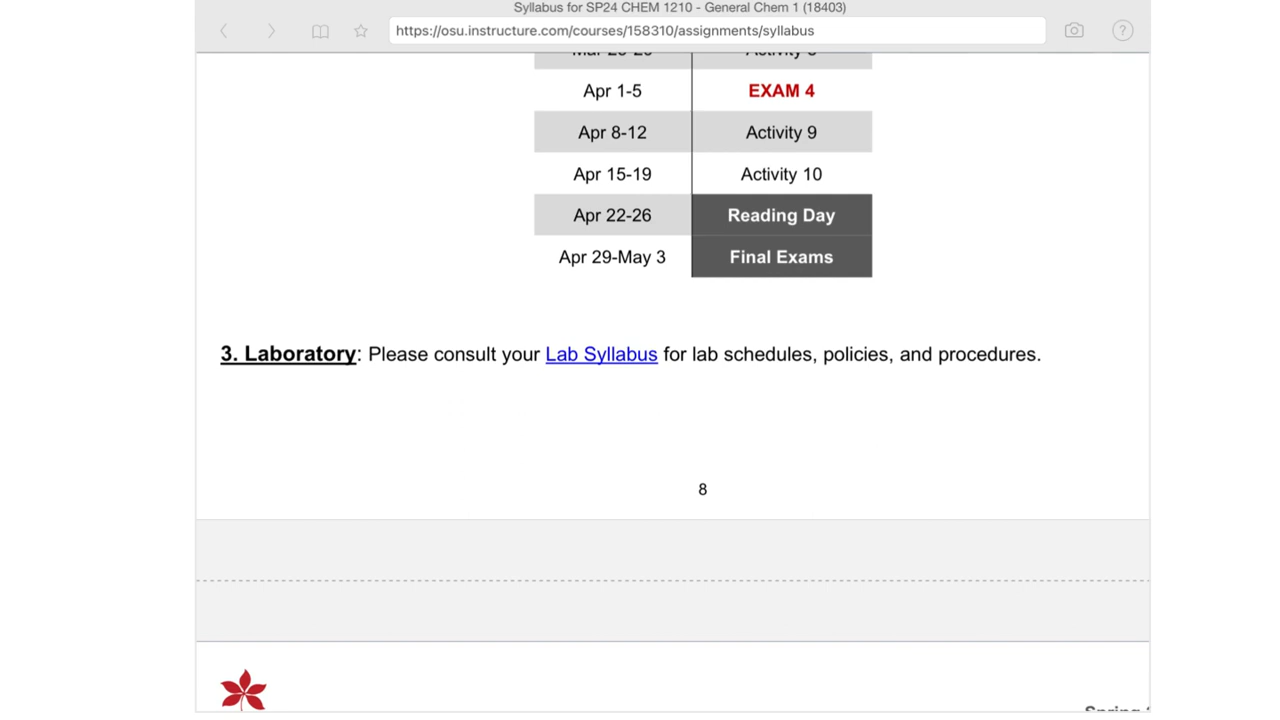 Syllabus for SP24 CHEM 1210 - General Chem 1 (18403)
https://osu.instructure.com/courses/158310/assignments/syllabus
Apr 1-5 EXAM 4
Apr 8-12 Activity 9
Apr 15-19 Activity 10
Apr 22-26 Reading Day
Apr 29-May 3 Final Exams
3. Laboratory: Please consult your Lab Syllabus for lab schedules, policies, and procedures.
8